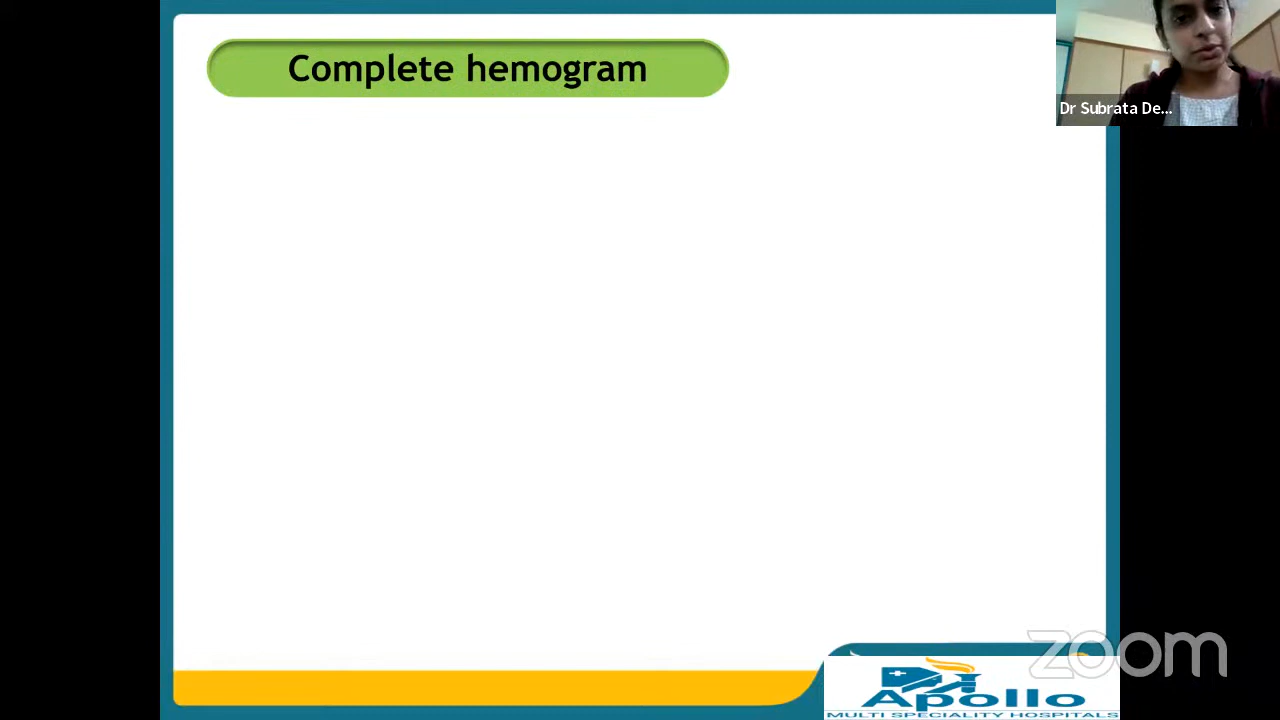 Complete hemogram
Dr Subrata De...
zoom
Apollo
MULTI SPECIALITY HOSPITALS